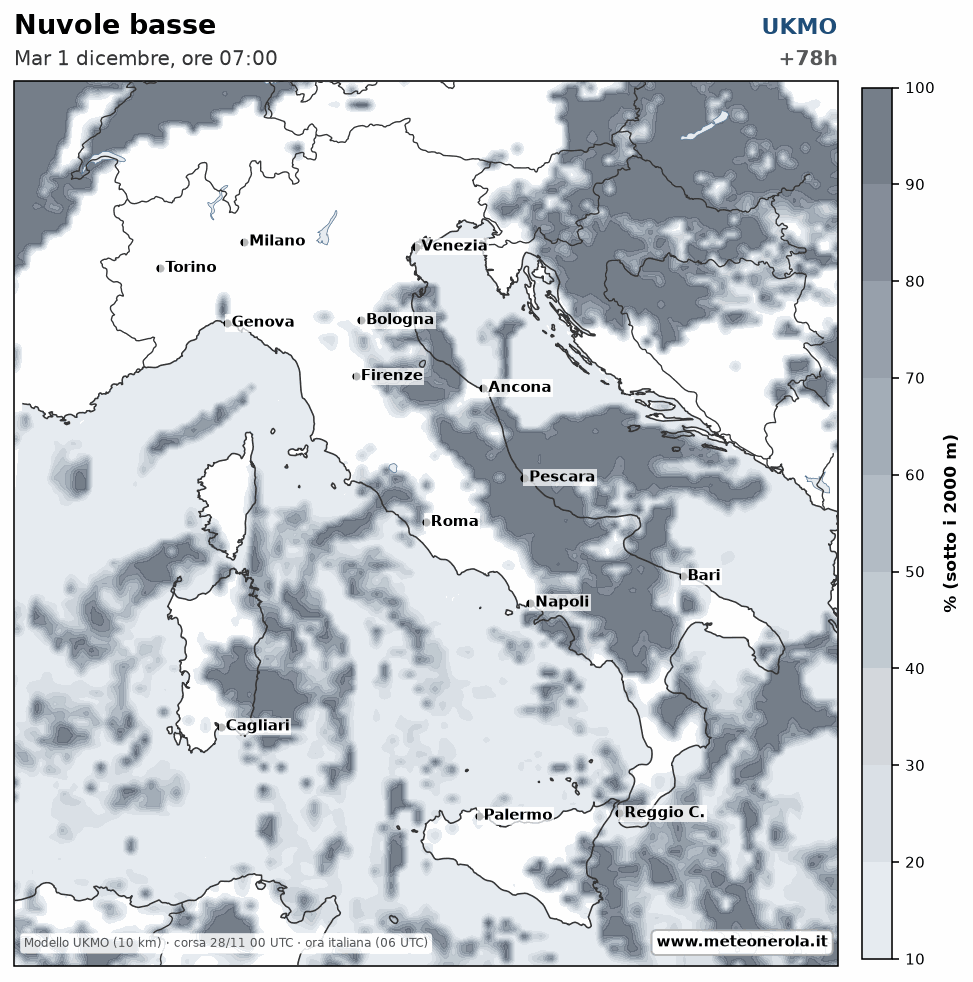 Nuvole basse
UKMO
Mar 1 dicembre, ore 07:00
+78h
100
90
80
70
60
50
40
30
20
10
% (sotto i 2000 m)
Milano
Venezia
Torino
Genova
Bologna
Firenze
Ancona
Pescara
Roma
Bari
Napoli
Cagliari
Palermo
Reggio C.
Modello UKMO (10 km) · corsa 28/11 00 UTC · ora italiana (06 UTC)
www.meteonerola.it